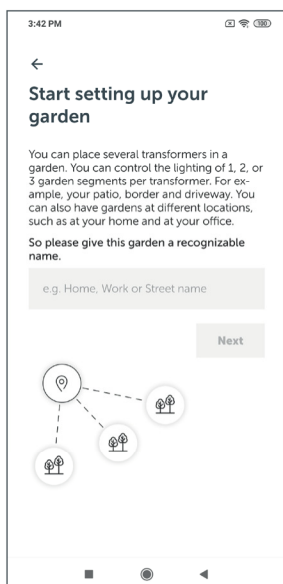 3:42 PM
100
Start setting up your
garden
You can place several transformers in a
garden. You can control the lighting of 1, 2, or
3 garden segments per transformer. For ex-
ample, your patio, border and driveway. You
can also have gardens at different locations,
such as at your home and at your office.
So please give this garden a recognizable
name.
e.g. Home, Work or Street name
Next